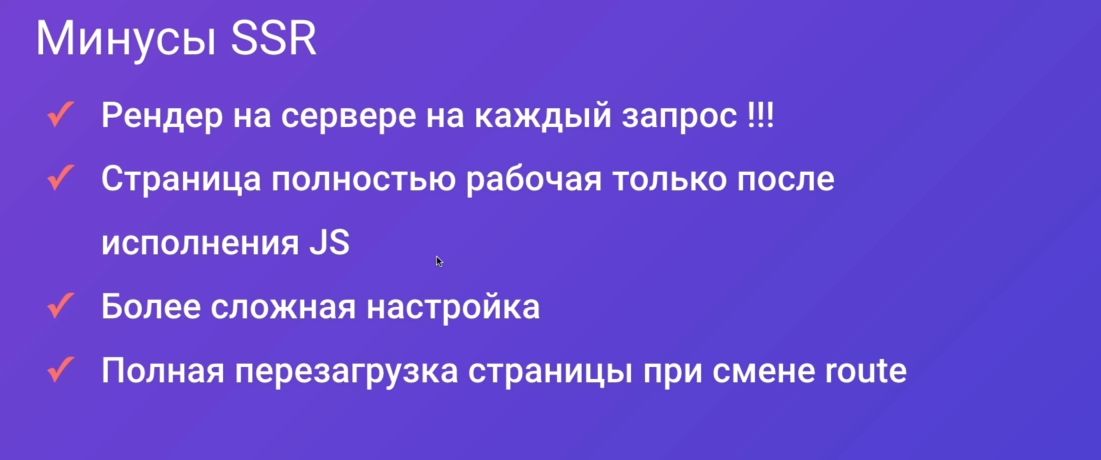 Минусы SSR
Рендер на сервере на каждый запрос !!!
Страница полностью рабочая только после
исполнения JS
Более сложная настройка
Полная перезагрузка страницы при смене route